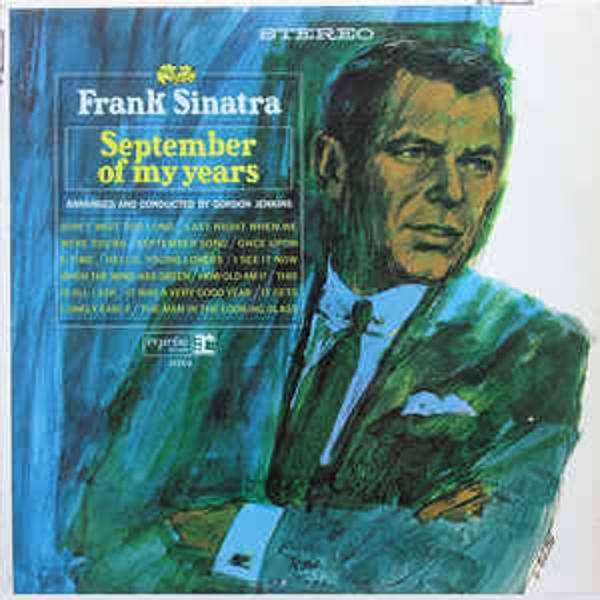 STEREO
Frank Sinatra
September
of my years
ARRANGED AND CONDUCTED BY GORDON JENKINS
DON'T WAIT TOO LONG / LAST NIGHT WHEN WE
WERE YOUNG / SEPTEMBER SONG / ONCE UPON
A TIME / HELLO, YOUNG LOVERS / I SEE IT NOW
WHEN THE WIND WAS GREEN / HOW OLD AM I? / THIS
IS ALL I ASK / IT WAS A VERY GOOD YEAR / IT GETS
LONELY EARLY / THE MAN IN THE LOOKING GLASS
reprise